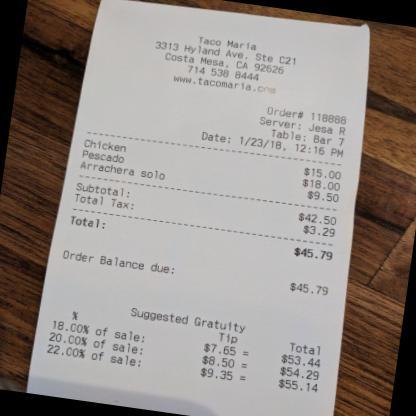 Taco Maria
3313 Hyland Ave. Ste C21
Costa Mesa, CA 92626
714 538 8444
www.tacomaria.com
Order# 118888
Server: Jesa R
Table: Bar 7
Date: 1/23/18, 12:16 PM
Chicken $15.00
Pescado $18.00
Arrachera solo $9.50
Subtotal: $42.50
Total Tax: $3.29
Total: $45.79
Order Balance due: $45.79
Suggested Gratuity
% Tip Total
18.00% of sale: $7.65 = $53.44
20.00% of sale: $8.50 = $54.29
22.00% of sale: $9.35 = $55.14